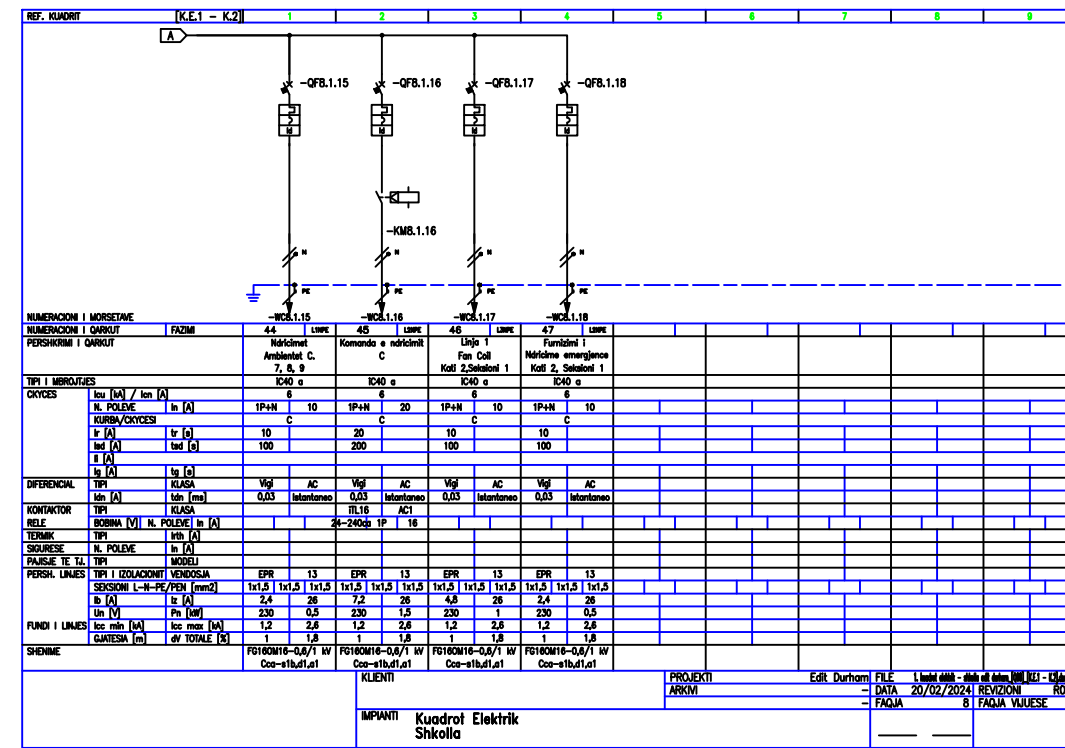 REF. KUADRIT [K.E.1 - K.2] 1 2 3 4 5 6 7 8 9
A
-QF8.1.15 -QF8.1.16 -QF8.1.17 -QF8.1.18
Id Id Id Id
-KM8.1.16
N N N N
PE PE PE PE
NUMERACIONI I MORSETAVE -WC8.1.15 -WC8.1.16 -WC8.1.17 -WC8.1.18
NUMERACIONI I QARKUT FAZIMI 44 L1NPE 45 L2NPE 46 L3NPE 47 L2NPE
PERSHKRIMI I QARKUT Ndricimet Komanda e ndricimit Linja 1 Furnizimi i
Ambientet C. C Fan Coil Ndricime emergjence
7, 8, 9 Kati 2,Seksioni 1 Kati 2, Seksioni 1
TIPI I MBROJTJES iC40 a iC40 a iC40 a iC40 a
CKYCES Icu [kA] / Icn [A] 6 6 6 6
N. POLEVE In [A] 1P+N 10 1P+N 20 1P+N 10 1P+N 10
KURBA/CKYCESI C C C C
Ir [A] tr [s] 10 20 10 10
Isd [A] tsd [s] 100 200 100 100
Ii [A]
Ig [A] tg [s]
DIFERENCIAL TIPI KLASA Vigi AC Vigi AC Vigi AC Vigi AC
Idn [A] tdn [ms] 0,03 Istantaneo 0,03 Istantaneo 0,03 Istantaneo 0,03 Istantaneo
KONTAKTOR TIPI KLASA iTL16 AC1
RELE BOBINA [V] N. POLEVE In [A] 24-240ca 1P 16
TERMIK TIPI Irth [A]
SIGURESE N. POLEVE In [A]
PAJISJE TE TJ. TIPI MODELI
PERSH. LINJES TIPI I IZOLACIONIT VENDOSJA EPR 13 EPR 13 EPR 13 EPR 13
SEKSIONI L-N-PE/PEN [mm2] 1x1,5 1x1,5 1x1,5 1x1,5 1x1,5 1x1,5 1x1,5 1x1,5 1x1,5 1x1,5 1x1,5 1x1,5
Ib [A] Iz [A] 2,4 26 7,2 26 4,8 26 2,4 26
Un [V] Pn [kW] 230 0,5 230 1,5 230 1 230 0,5
FUNDI I LINJES Icc min [kA] Icc max [kA] 1,2 2,6 1,2 2,6 1,2 2,6 1,2 2,6
GJATESIA [m] dV TOTALE [%] 1 1,8 1 1,8 1 1,8 1 1,8
SHENIME FG16OM16-0,6/1 kV FG16OM16-0,6/1 kV FG16OM16-0,6/1 kV FG16OM16-0,6/1 kV
Cca-s1b,d1,a1 Cca-s1b,d1,a1 Cca-s1b,d1,a1 Cca-s1b,d1,a1
KLIENTI PROJEKTI Edit Durham FILE
ARKIVI - DATA 20/02/2024 REVIZIONI R0
- FAQJA 8 FAQJA VIJUESE
IMPIANTI Kuadrot Elektrik
Shkolla